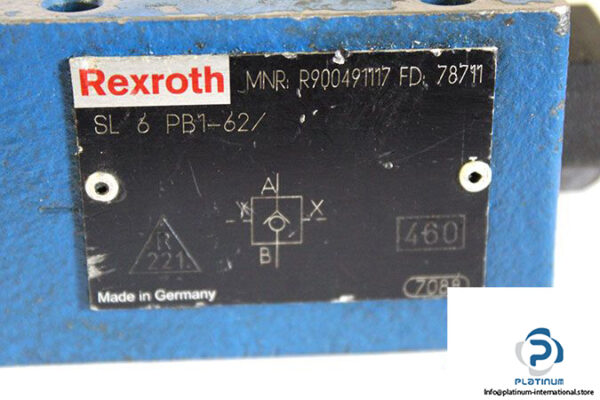 Rexroth MNR: R900491117 FD: 78711
SL 6 PB1-62/
A
X X
B
R
221.
460
7088
Made in Germany
PLATINUM
Info@platinum-international.store